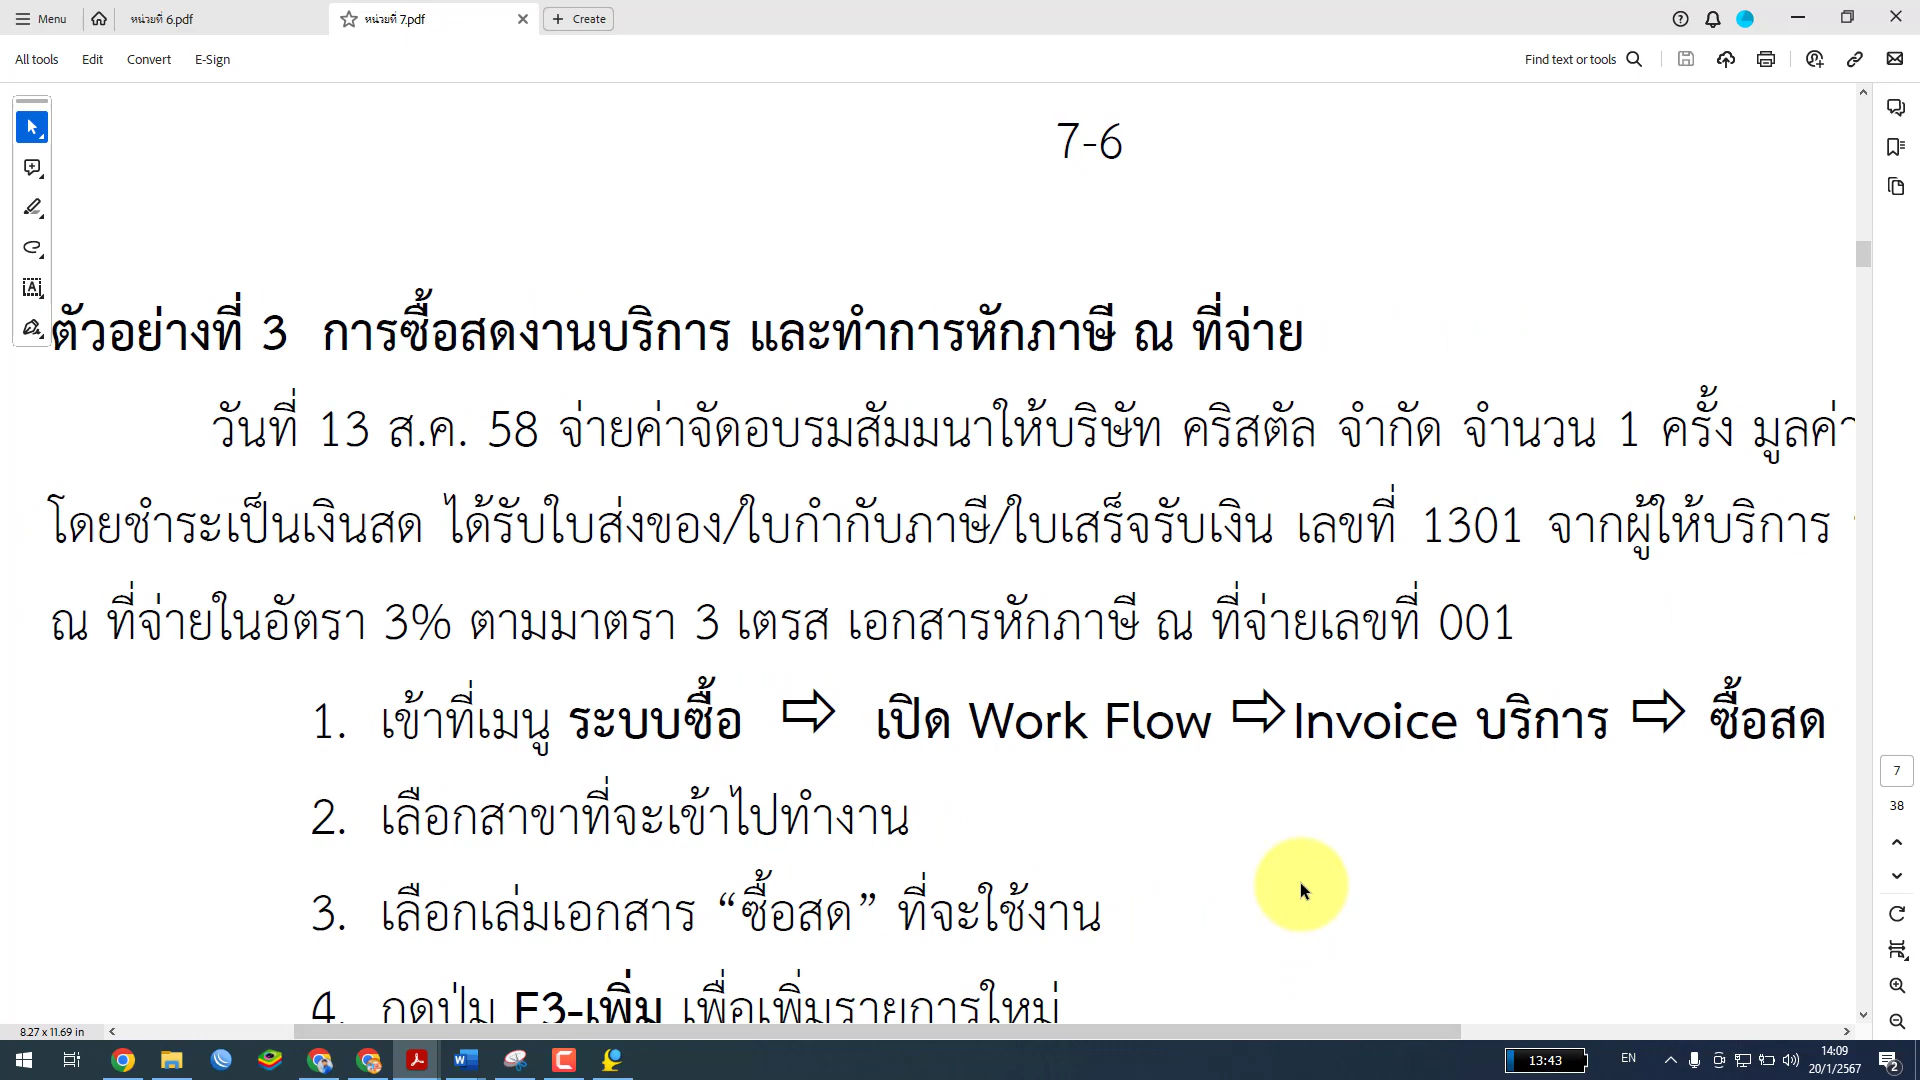 Menu
หน่วยที่ 6.pdf
หน่วยที่ 7.pdf
Create
All tools
Edit
Convert
E-Sign
Find text or tools
7-6
ตัวอย่างที่ 3 การซื้อสดงานบริการ และทำการหักภาษี ณ ที่จ่าย
วันที่ 13 ส.ค. 58 จ่ายค่าจัดอบรมสัมมนาให้บริษัท คริสตัล จำกัด จำนวน 1 ครั้ง มูลค่า
โดยชำระเป็นเงินสด ได้รับใบส่งของ/ใบกำกับภาษี/ใบเสร็จรับเงิน เลขที่ 1301 จากผู้ให้บริการ
ณ ที่จ่ายในอัตรา 3% ตามมาตรา 3 เตรส เอกสารหักภาษี ณ ที่จ่ายเลขที่ 001
1. เข้าที่เมนู ระบบซื้อ ⇨ เปิด Work Flow ⇨Invoice บริการ ⇨ ซื้อสด
2. เลือกสาขาที่จะเข้าไปทำงาน
3. เลือกเล่มเอกสาร “ซื้อสด” ที่จะใช้งาน
4. กดปุ่ม F3-เพิ่ม เพื่อเพิ่มรายการใหม่
7
38
8.27 x 11.69 in
13:43
EN
14:09
20/1/2567
2